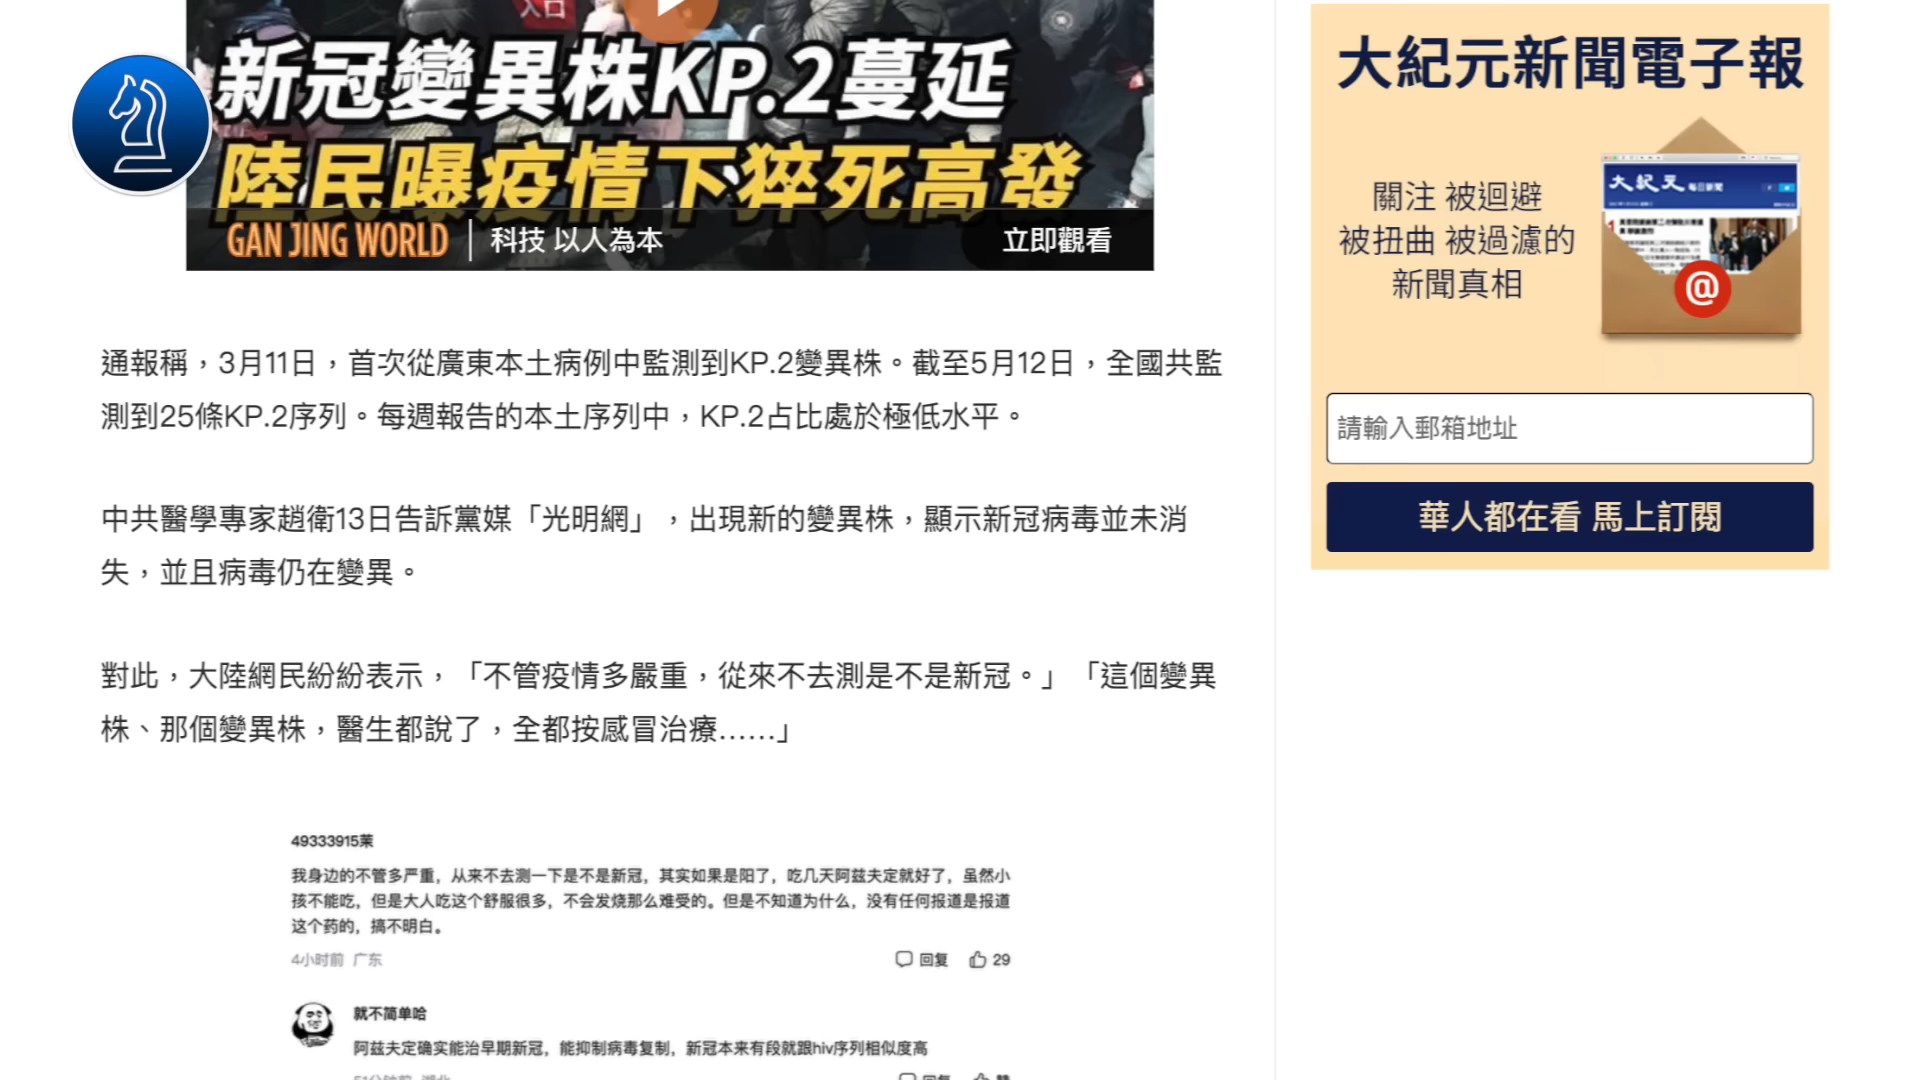 入口
新冠變異株KP.2蔓延
陸民曝疫情下猝死高發
GAN JING WORLD | 科技 以人為本
立即觀看
通報稱，3月11日，首次從廣東本土病例中監測到KP.2變異株。截至5月12日，全國共監
測到25條KP.2序列。每週報告的本土序列中，KP.2占比處於極低水平。
中共醫學專家趙衛13日告訴黨媒「光明網」，出現新的變異株，顯示新冠病毒並未消
失，並且病毒仍在變異。
對此，大陸網民紛紛表示，「不管疫情多嚴重，從來不去測是不是新冠。」「這個變異
株、那個變異株，醫生都說了，全都按感冒治療……」
49333915茉
我身边的不管多严重，从来不去测一下是不是新冠，其实如果是阳了，吃几天阿兹夫定就好了，虽然小
孩不能吃，但是大人吃这个舒服很多，不会发烧那么难受的。但是不知道为什么，没有任何报道是报道
这个药的，搞不明白。
4小时前 广东
回复 29
就不简单哈
阿兹夫定确实能治早期新冠，能抑制病毒复制，新冠本来有段就跟hiv序列相似度高
大紀元新聞電子報
關注 被迴避
被扭曲 被過濾的
新聞真相
大紀元 每日新聞
@
請輸入郵箱地址
華人都在看 馬上訂閱